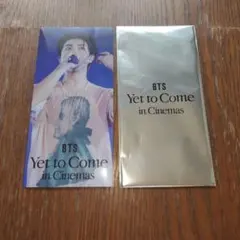 BTS
Yet to Come
in Cinemas
BTS
Yet to Come
in Cinemas